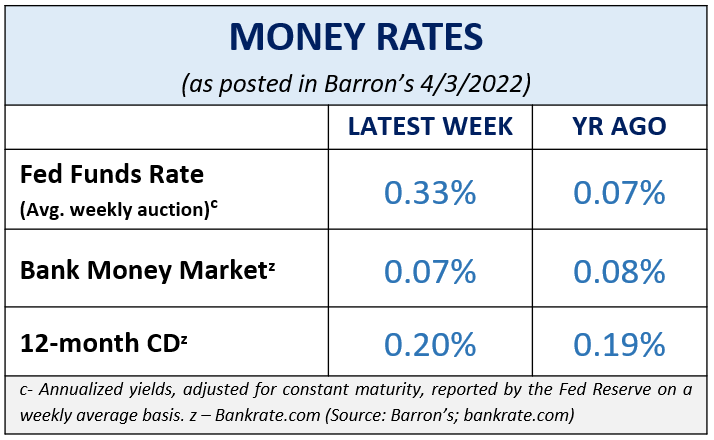 MONEY RATES
(as posted in Barron’s 4/3/2022)
LATEST WEEK YR AGO
Fed Funds Rate
(Avg. weekly auction)ᶜ 0.33% 0.07%
Bank Money Marketᶻ 0.07% 0.08%
12-month CDᶻ 0.20% 0.19%
c- Annualized yields, adjusted for constant maturity, reported by the Fed Reserve on a
weekly average basis. z – Bankrate.com (Source: Barron’s; bankrate.com)